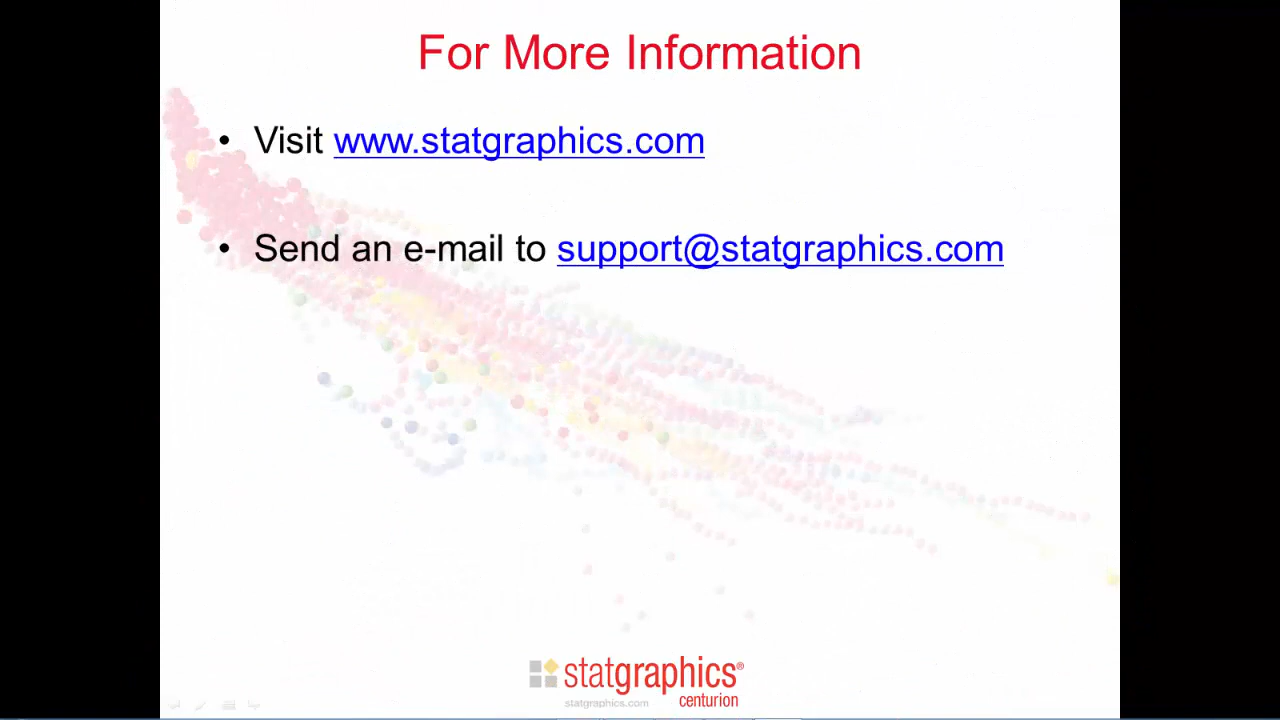 For More Information
• Visit www.statgraphics.com
• Send an e-mail to support@statgraphics.com
statgraphics®
centurion
statgraphics.com